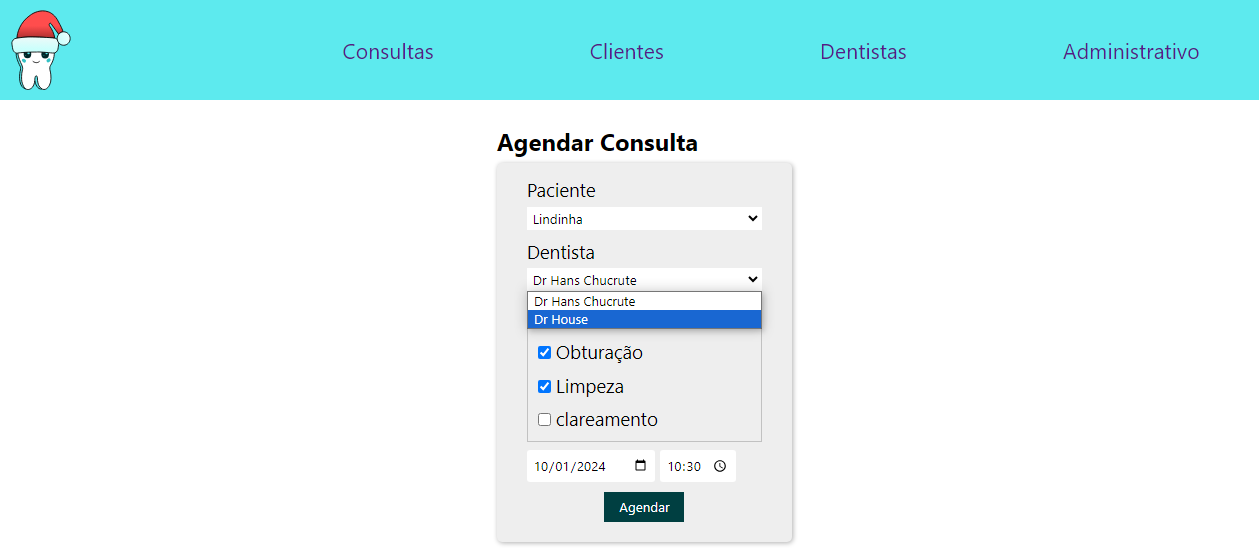 Consultas Clientes Dentistas Administrativo
Agendar Consulta
Paciente
Lindinha
Dentista
Dr Hans Chucrute
Dr Hans Chucrute
Dr House
Obturação
Limpeza
clareamento
10/01/2024 10:30
Agendar